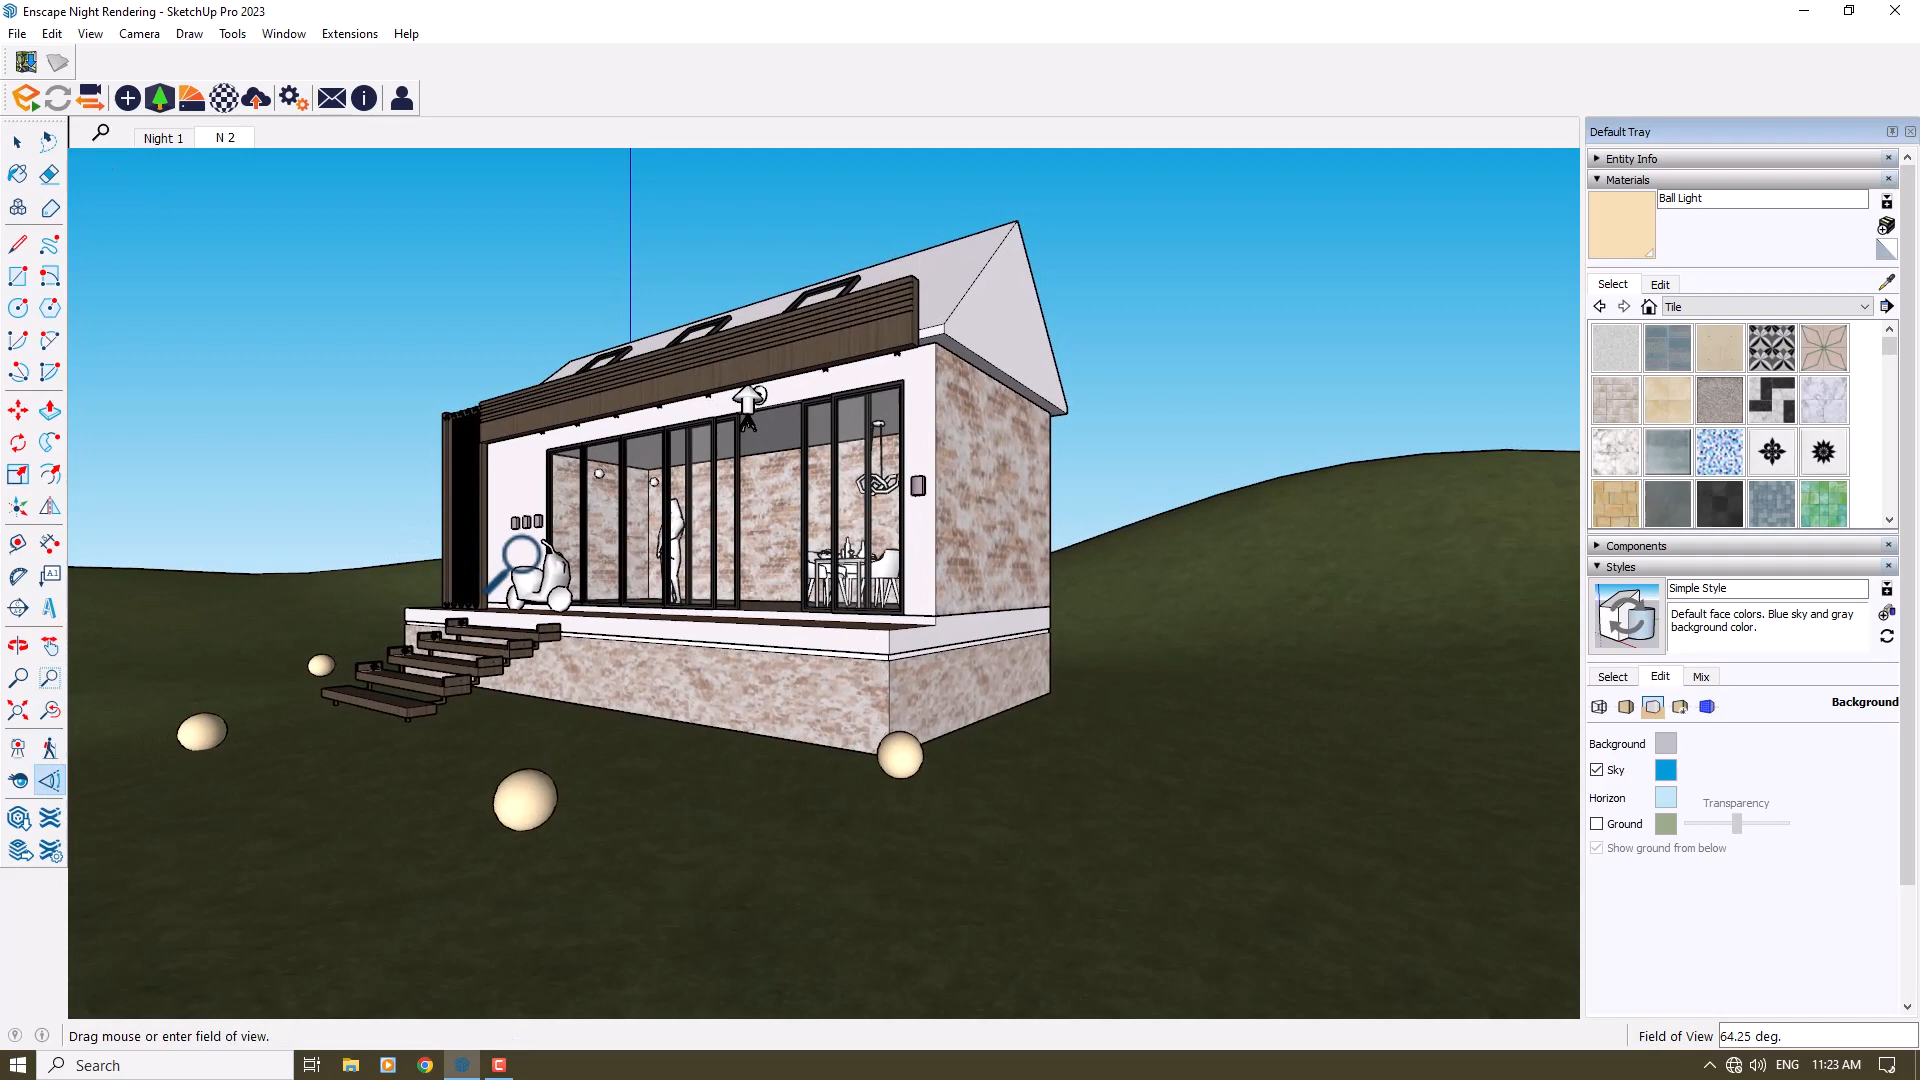 Enscape Night Rendering - SketchUp Pro 2023
File Edit View Camera Draw Tools Window Extensions Help
Night 1 N 2
Default Tray
Entity Info
Materials
Ball Light
Select Edit
Tile
Components
Styles
Simple Style
Default face colors. Blue sky and gray
background color.
Select Edit Mix
Background
Background
Sky
Horizon
Transparency
Ground
Show ground from below
Drag mouse or enter field of view.
Field of View 64.25 deg.
Search
ENG 11:23 AM